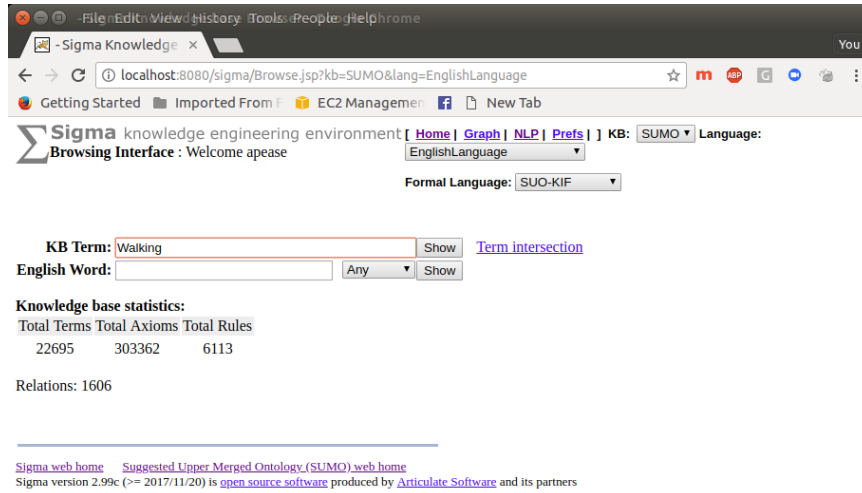 File Edit View History Tools People Help
- Sigma Knowledge
You
localhost:8080/sigma/Browse.jsp?kb=SUMO&lang=EnglishLanguage
Getting Started Imported From F EC2 Managemen New Tab
Sigma knowledge engineering environment [ Home | Graph | NLP | Prefs | ] KB: SUMO Language:
Browsing Interface : Welcome apease EnglishLanguage
Formal Language: SUO-KIF
KB Term: Walking Show Term intersection
English Word: Any Show
Knowledge base statistics:
Total Terms Total Axioms Total Rules
22695 303362 6113
Relations: 1606
Sigma web home Suggested Upper Merged Ontology (SUMO) web home
Sigma version 2.99c (>= 2017/11/20) is open source software produced by Articulate Software and its partners